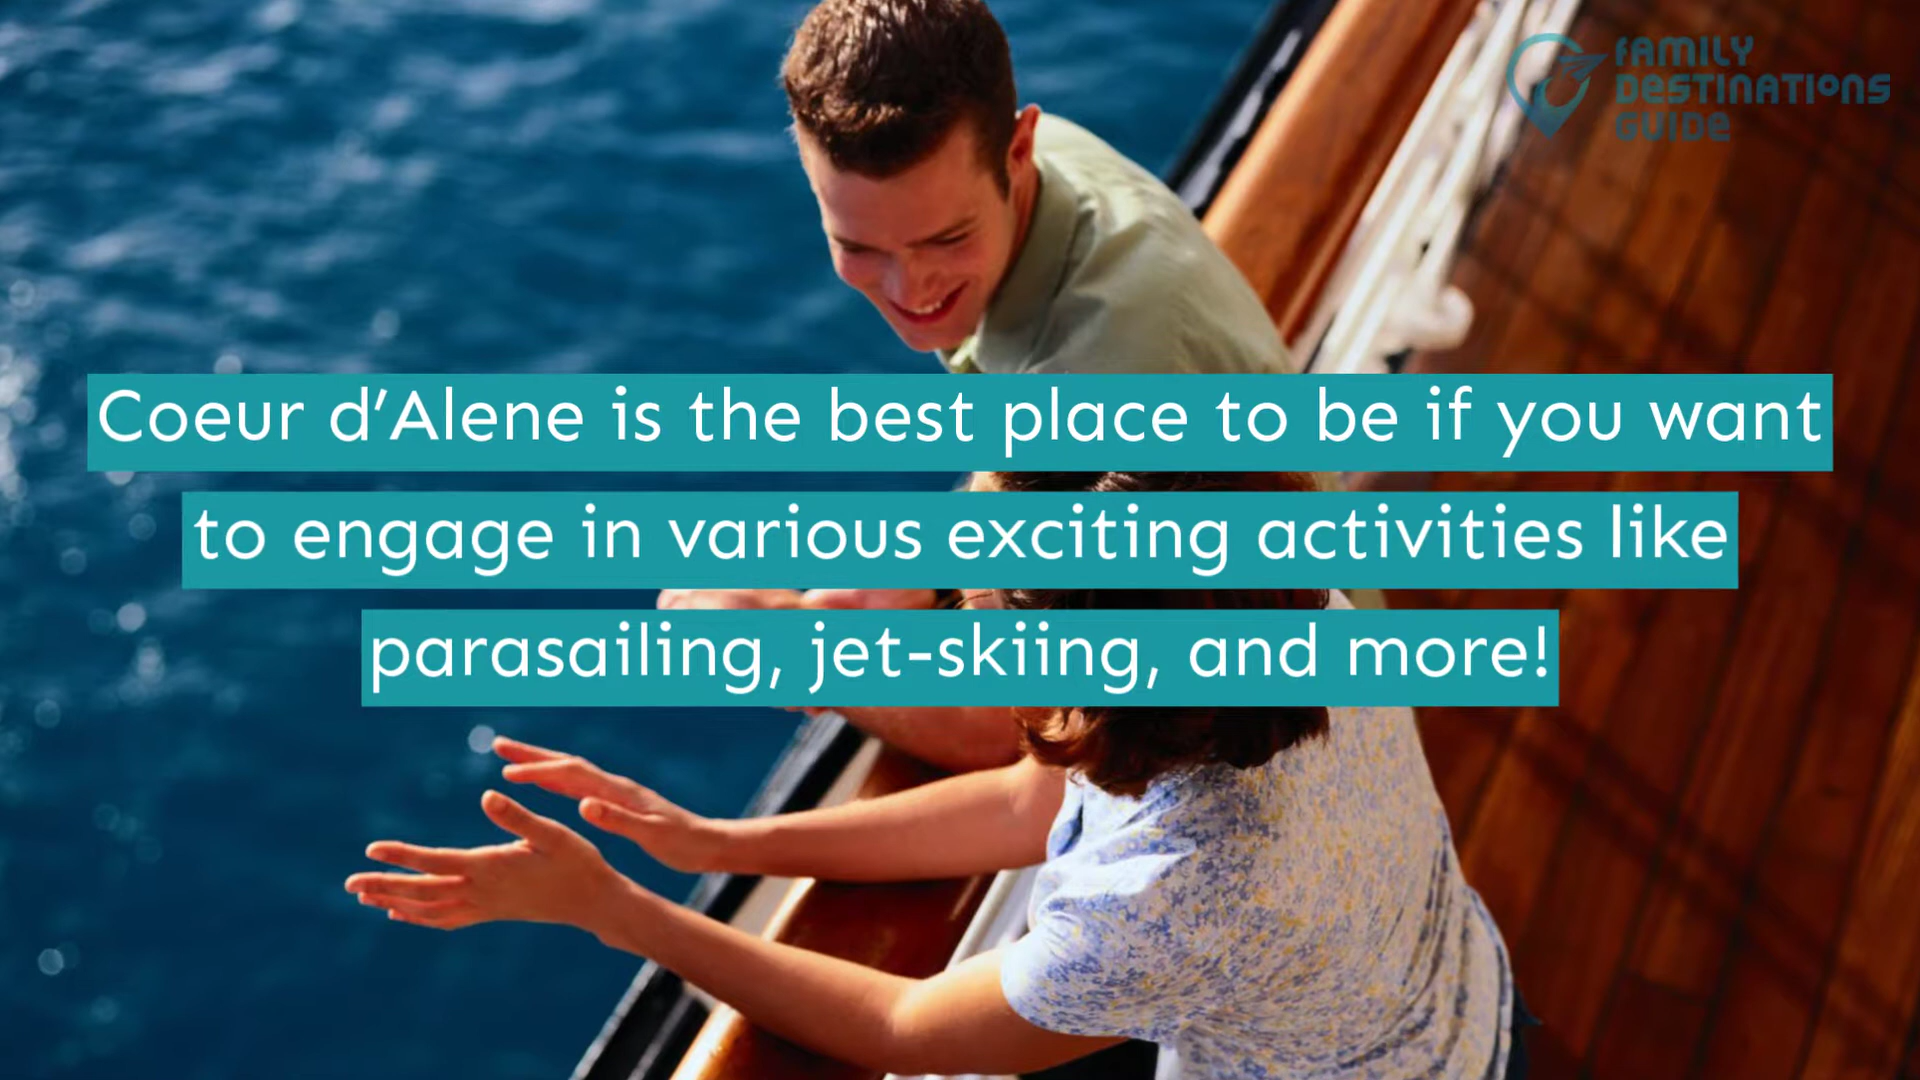 FAMILY
DESTINATIONS
GUIDE
Coeur d’Alene is the best place to be if you want
to engage in various exciting activities like
parasailing, jet-skiing, and more!